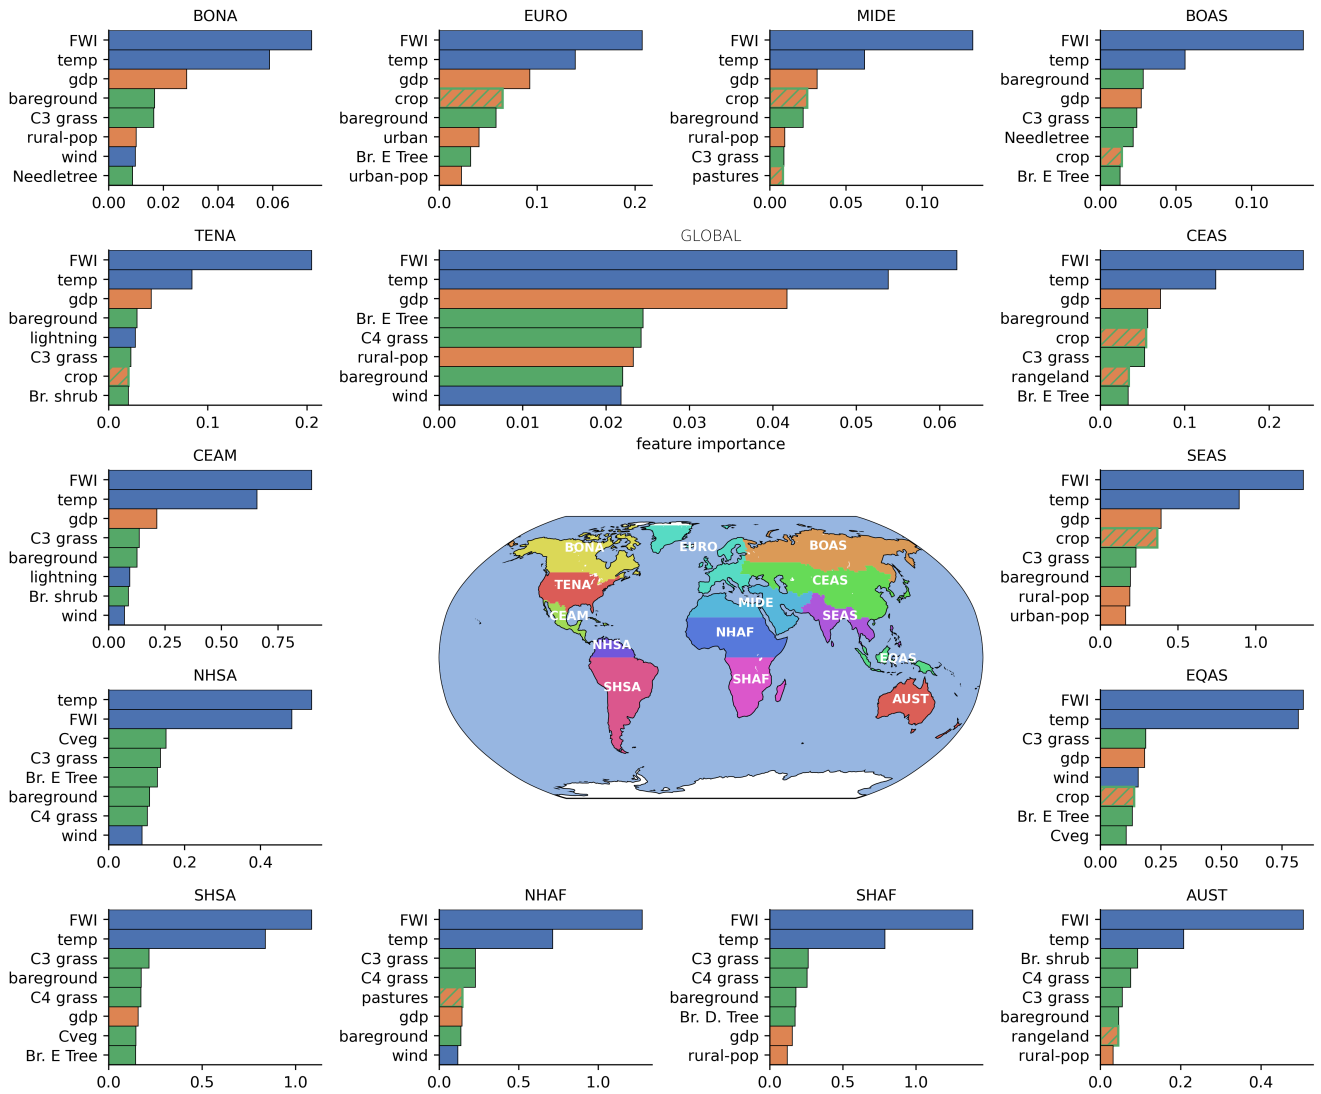 BONA
FWI
temp
gdp
bareground
C3 grass
rural-pop
wind
Needletree
0.00 0.02 0.04 0.06
EURO
FWI
temp
gdp
crop
bareground
urban
Br. E Tree
urban-pop
0.0 0.1 0.2
MIDE
FWI
temp
gdp
crop
bareground
rural-pop
C3 grass
pastures
0.00 0.05 0.10
BOAS
FWI
temp
bareground
gdp
C3 grass
Needletree
crop
Br. E Tree
0.00 0.05 0.10
TENA
FWI
temp
gdp
bareground
lightning
C3 grass
crop
Br. shrub
0.0 0.1 0.2
GLOBAL
FWI
temp
gdp
Br. E Tree
C4 grass
rural-pop
bareground
wind
0.00 0.01 0.02 0.03 0.04 0.05 0.06
feature importance
CEAS
FWI
temp
gdp
bareground
crop
C3 grass
rangeland
Br. E Tree
0.0 0.1 0.2
CEAM
FWI
temp
gdp
C3 grass
bareground
lightning
Br. shrub
wind
0.00 0.25 0.50 0.75
BONA EURO BOAS
TENA CEAS
CEAM MIDE SEAS
NHSA NHAF EQAS
SHSA SHAF AUST
SEAS
FWI
temp
gdp
crop
C3 grass
bareground
rural-pop
urban-pop
0.0 0.5 1.0
NHSA
temp
FWI
Cveg
C3 grass
Br. E Tree
bareground
C4 grass
wind
0.0 0.2 0.4
EQAS
FWI
temp
C3 grass
gdp
wind
crop
Br. E Tree
Cveg
0.00 0.25 0.50 0.75
SHSA
FWI
temp
C3 grass
bareground
C4 grass
gdp
Cveg
Br. E Tree
0.0 0.5 1.0
NHAF
FWI
temp
C3 grass
C4 grass
pastures
gdp
bareground
wind
0.0 0.5 1.0
SHAF
FWI
temp
C3 grass
C4 grass
bareground
Br. D. Tree
gdp
rural-pop
0.0 0.5 1.0
AUST
FWI
temp
Br. shrub
C4 grass
C3 grass
bareground
rangeland
rural-pop
0.0 0.2 0.4